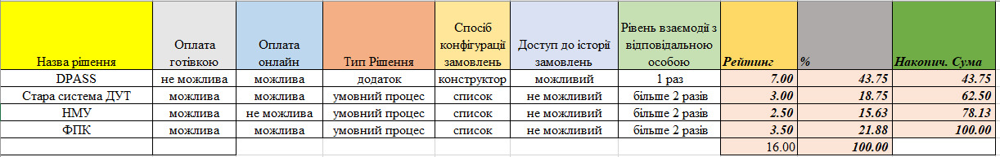 Назва рішення Оплата готівкою Оплата онлайн Тип Рішення Спосіб конфігурації замовлень Доступ до історії замовлень Рівень взаємодії з відповідальною особою Рейтинг % Накопич. Сума
DPASS не можлива можлива додаток конструктор можливий 1 раз 7.00 43.75 43.75
Стара система ДУТ можлива можлива умовний процес список не можливий більше 2 разів 3.00 18.75 62.50
НМУ можлива не можлива умовний процес список не можливий більше 2 разів 2.50 15.63 78.13
ФПК можлива можлива умовний процес список не можливий більше 2 разів 3.50 21.88 100.00
16.00 100.00